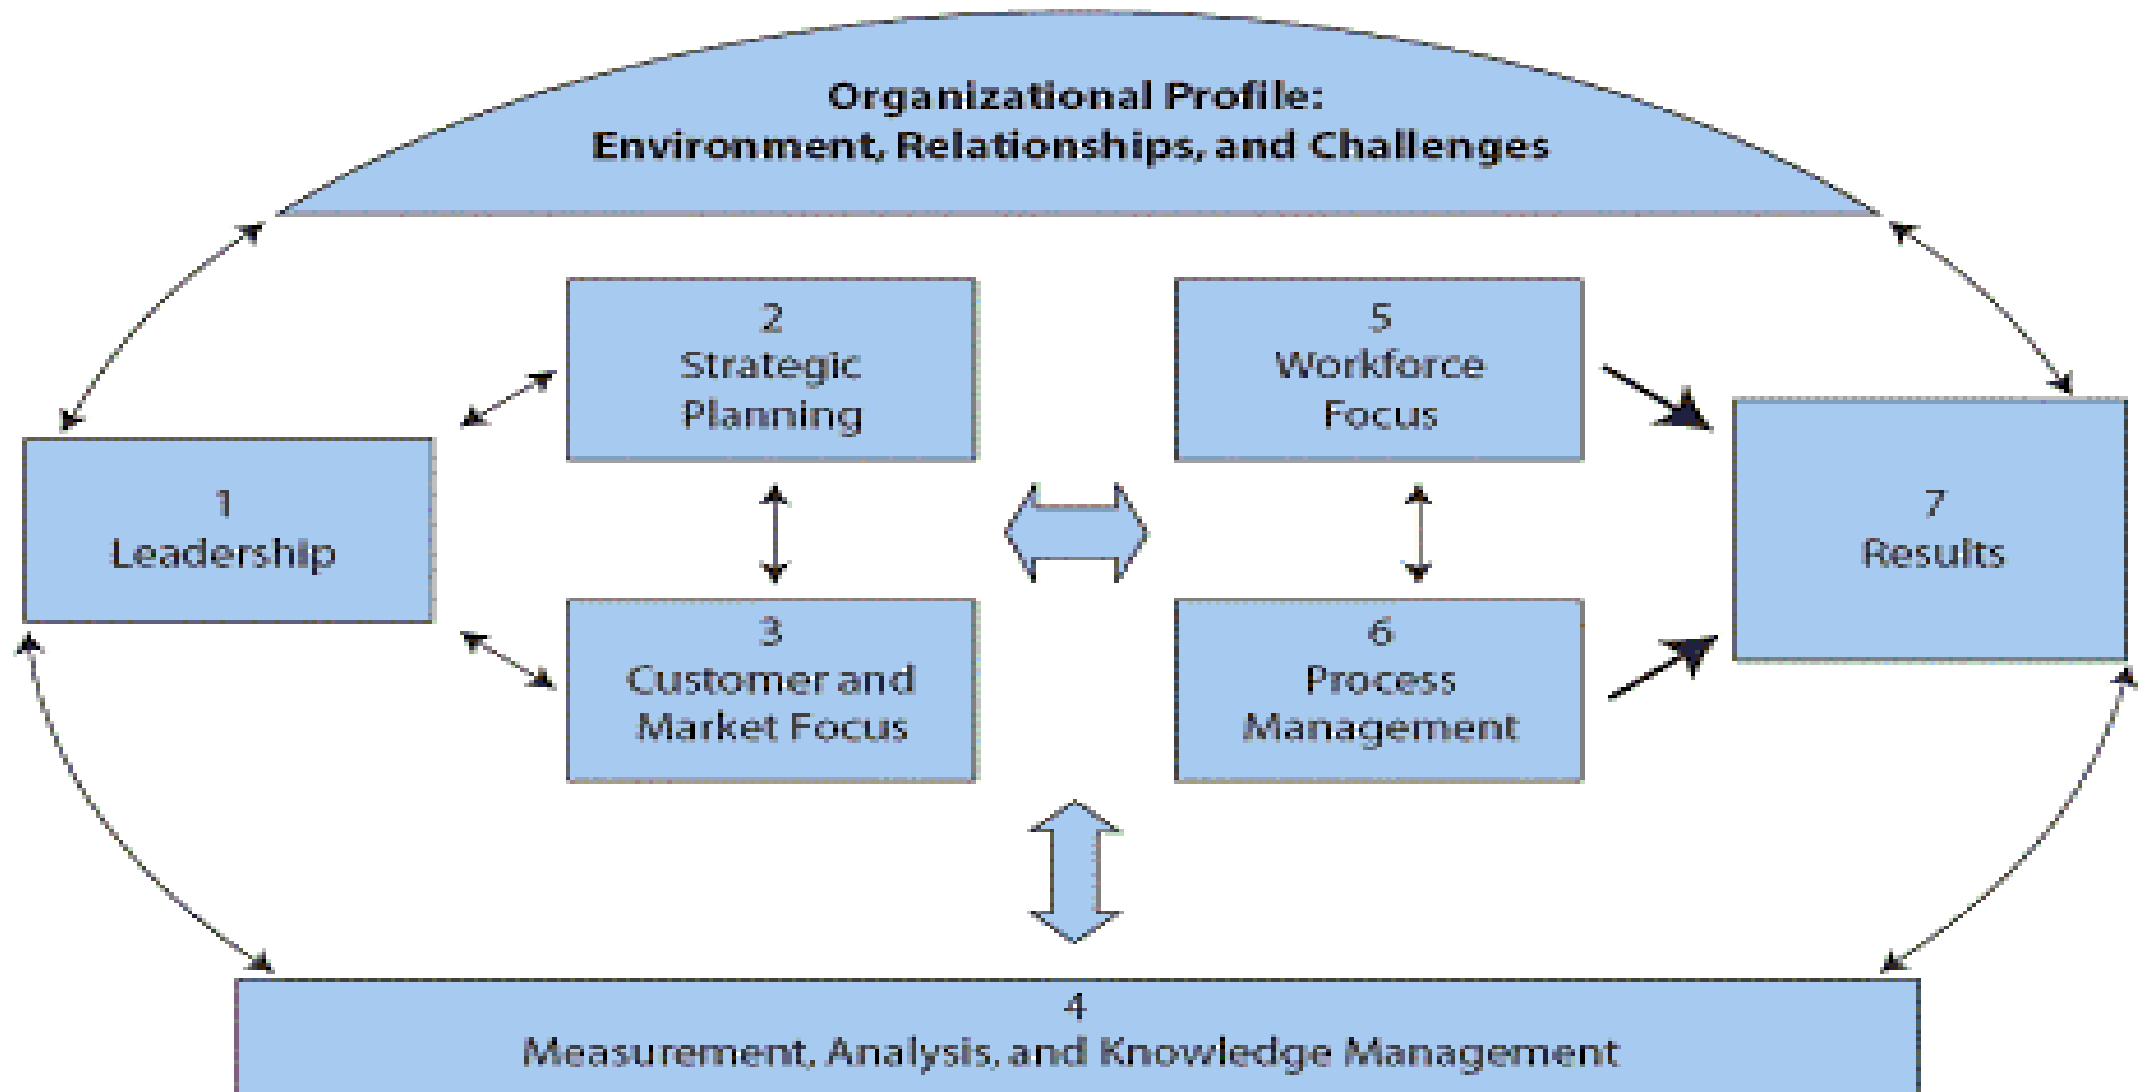 Organizational Profile:
Environment, Relationships, and Challenges
2
Strategic
Planning
5
Workforce
Focus
1
Leadership
7
Results
3
Customer and
Market Focus
6
Process
Management
4
Measurement, Analysis, and Knowledge Management